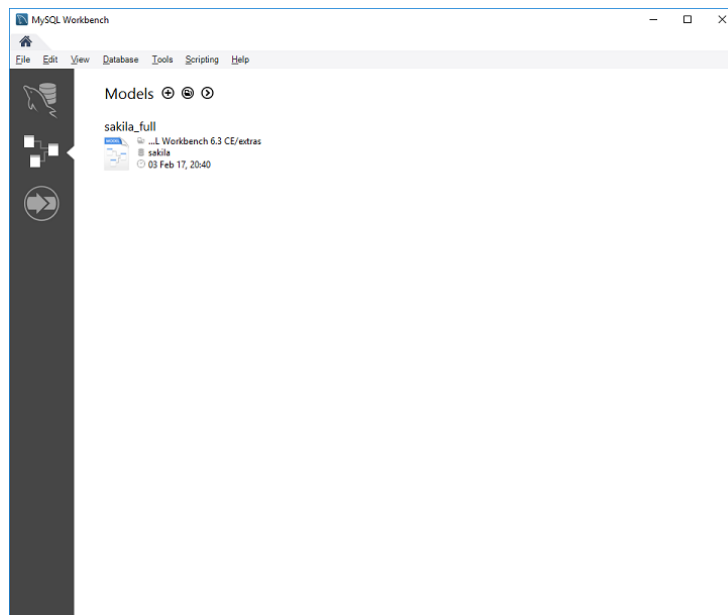 MySQL Workbench
File Edit View Database Tools Scripting Help
Models
sakila_full
MODEL
...L Workbench 6.3 CE/extras
sakila
03 Feb 17, 20:40